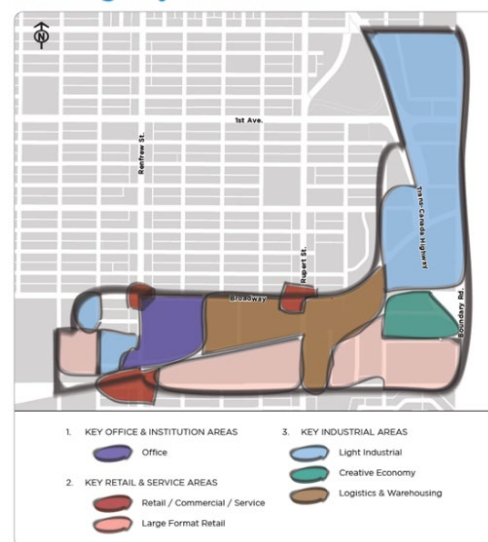 N
1st Ave.
Renfrew St.
Trans-Canada Highway
Rupert St.
Broadway
Boundary Rd.
1. KEY OFFICE & INSTITUTION AREAS
Office
2. KEY RETAIL & SERVICE AREAS
Retail / Commercial / Service
Large Format Retail
3. KEY INDUSTRIAL AREAS
Light Industrial
Creative Economy
Logistics & Warehousing